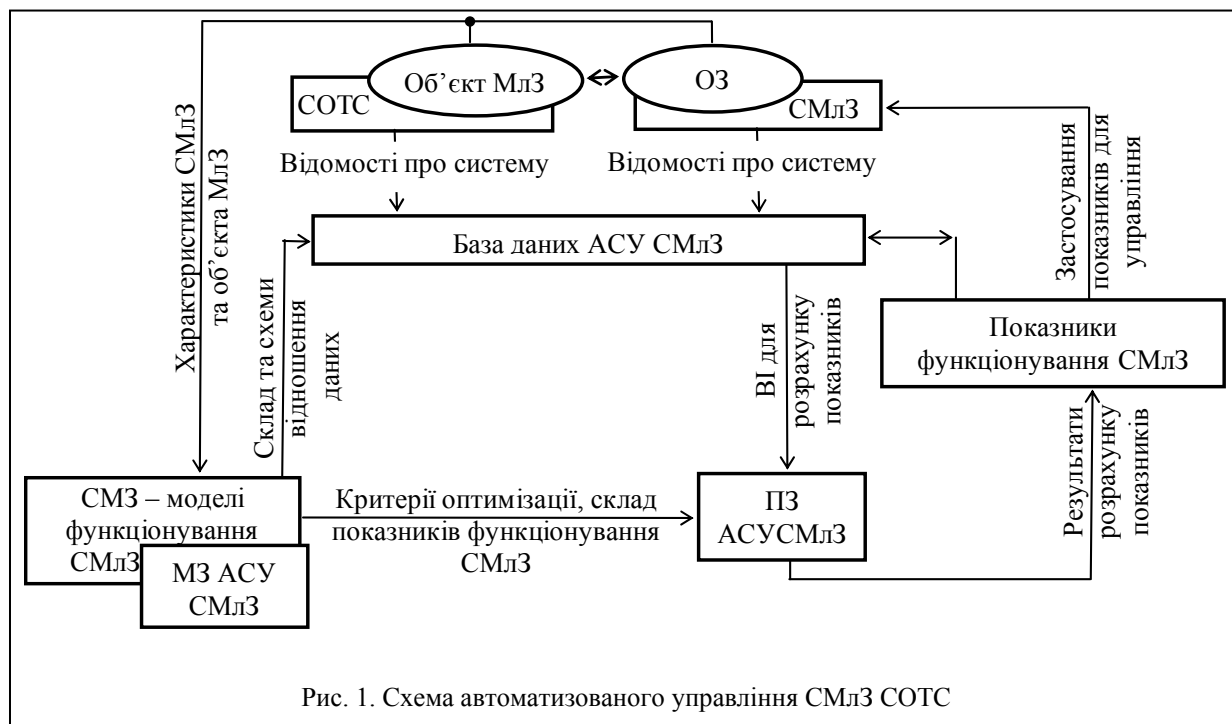 Об’єкт МлЗ
ОЗ
СОТС
СМлЗ
Відомості про систему
Відомості про систему
Характеристики СМлЗ
та об’єкта МлЗ
Застосування
показників для
управління
База даних АСУ СМлЗ
Склад та схеми
відношення
даних
ВІ для
розрахунку
показників
Показники
функціонування СМлЗ
СМЗ – моделі
функціонування
СМлЗ
МЗ АСУ
СМлЗ
Критерії оптимізації, склад
показників функціонування
СМлЗ
ПЗ
АСУСМлЗ
Результати
розрахунку
показників
Рис. 1. Схема автоматизованого управління СМлЗ СОТС